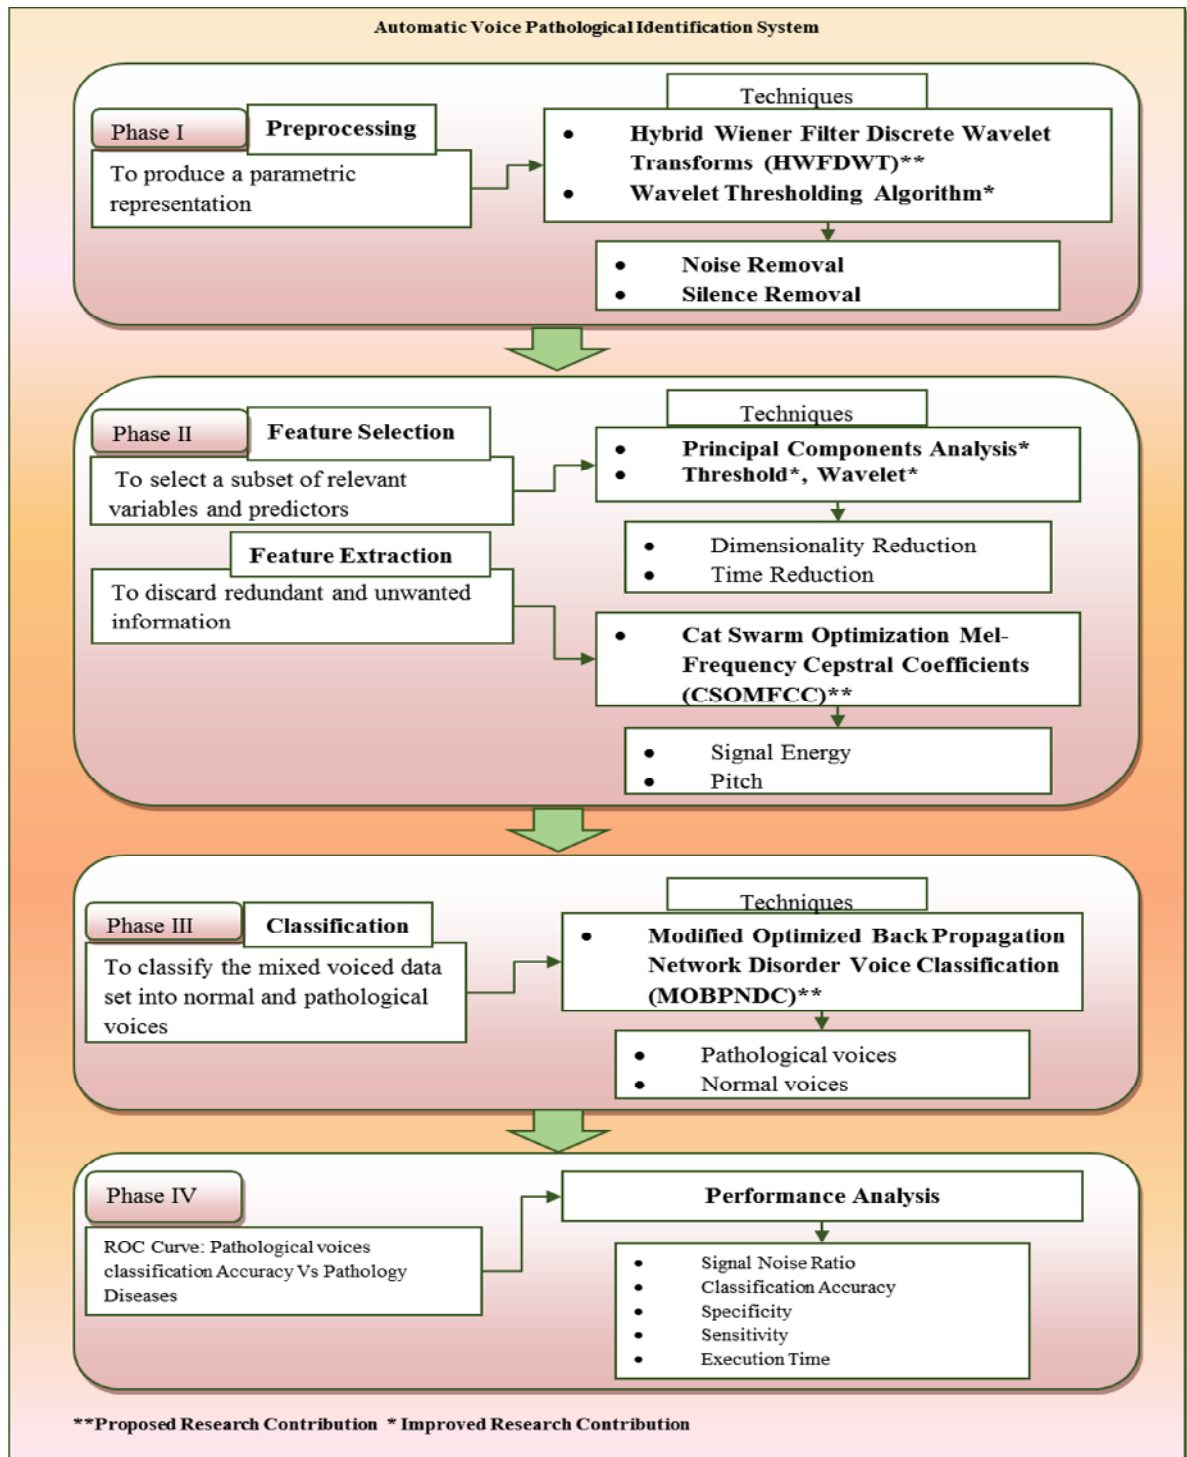 Automatic Voice Pathological Identification System
Phase I
Preprocessing
To produce a parametric
representation
Techniques
• Hybrid Wiener Filter Discrete Wavelet
Transforms (HWFDWT)**
• Wavelet Thresholding Algorithm*
• Noise Removal
• Silence Removal
Phase II
Feature Selection
To select a subset of relevant
variables and predictors
Techniques
• Principal Components Analysis*
• Threshold*, Wavelet*
• Dimensionality Reduction
• Time Reduction
Feature Extraction
To discard redundant and unwanted
information
• Cat Swarm Optimization Mel-
Frequency Cepstral Coefficients
(CSOMFCC)**
• Signal Energy
• Pitch
Phase III
Classification
To classify the mixed voiced data
set into normal and pathological
voices
Techniques
• Modified Optimized Back Propagation
Network Disorder Voice Classification
(MOBPNDC)**
• Pathological voices
• Normal voices
Phase IV
ROC Curve: Pathological voices
classification Accuracy Vs Pathology
Diseases
Performance Analysis
• Signal Noise Ratio
• Classification Accuracy
• Specificity
• Sensitivity
• Execution Time
**Proposed Research Contribution * Improved Research Contribution